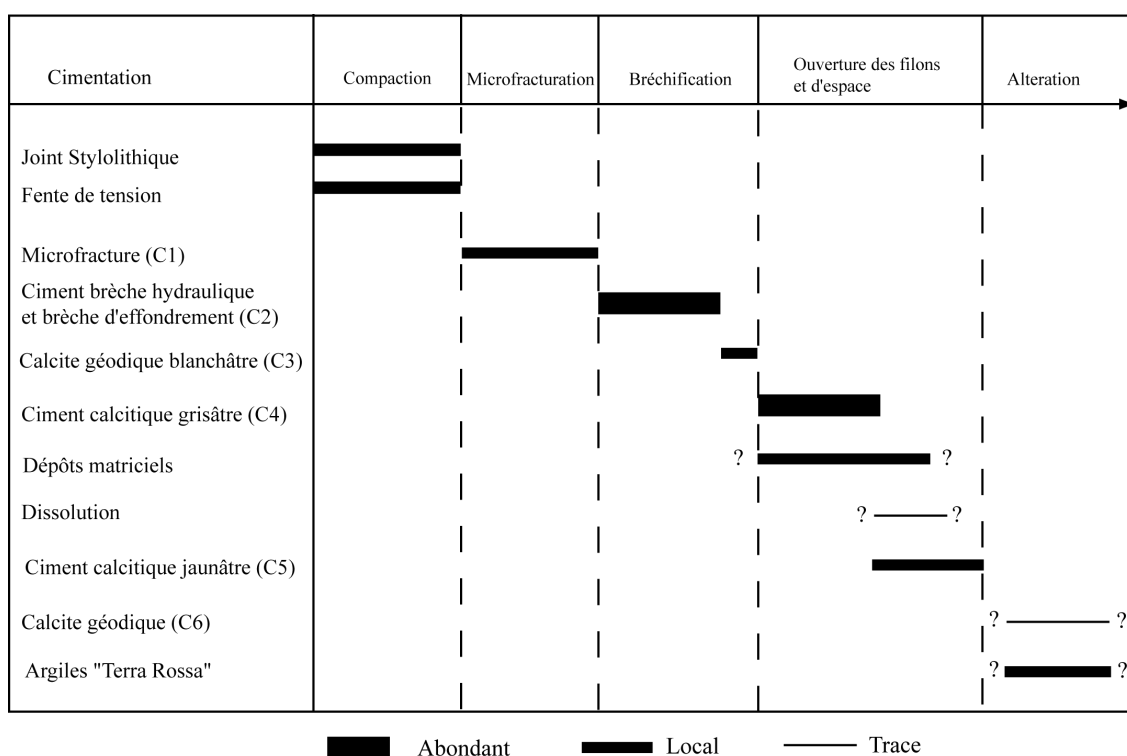 Cimentation
Compaction
Microfracturation
Bréchification
Ouverture des filons
et d'espace
Alteration
Joint Stylolithique
Fente de tension
Microfracture (C1)
Ciment brèche hydraulique
et brèche d'effondrement (C2)
Calcite géodique blanchâtre (C3)
Ciment calcitique grisâtre (C4)
Dépôts matriciels
? ?
Dissolution
? ?
Ciment calcitique jaunâtre (C5)
Calcite géodique (C6)
? ?
Argiles "Terra Rossa"
? ?
Abondant
Local
Trace